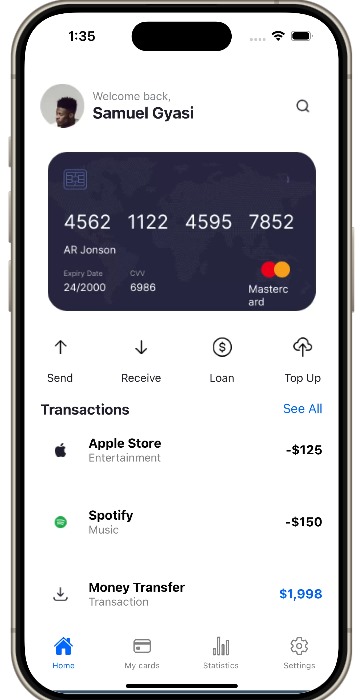 1:35
Welcome back,
Samuel Gyasi
4562 1122 4595 7852
AR Jonson
Expiry Date CVV
24/2000 6986
Masterc
ard
Send Receive Loan Top Up
Transactions See All
Apple Store -$125
Entertainment
Spotify -$150
Music
Money Transfer $1,998
Transaction
Home My cards Statistics Settings